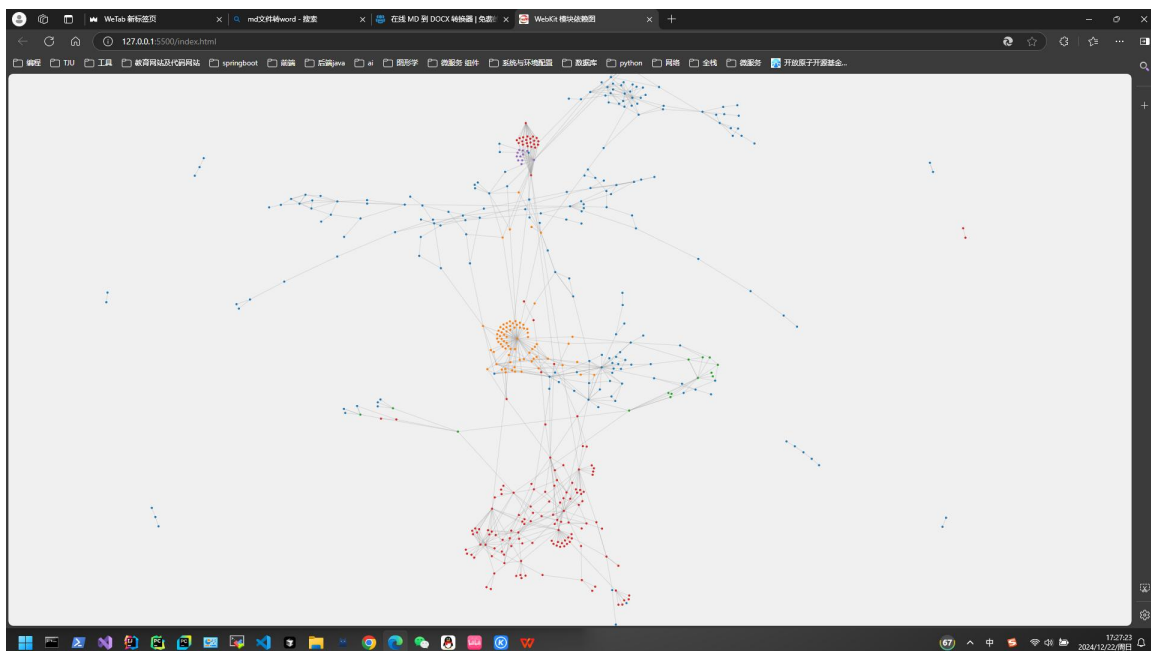 WeTab 新标签页
md文件转word - 搜索
在线 MD 到 DOCX 转换器 | 免费
WebKit 模块依赖图
127.0.0.1:5500/index.html
编程 TJU 工具 教育网站及代码网站 springboot 前端 后端java ai 图形学 微服务 组件 系统与环境配置 数据库 python 网络 全栈 微服务 开放原子开源基金...
67 中 17:27:23
2024/12/22/周日